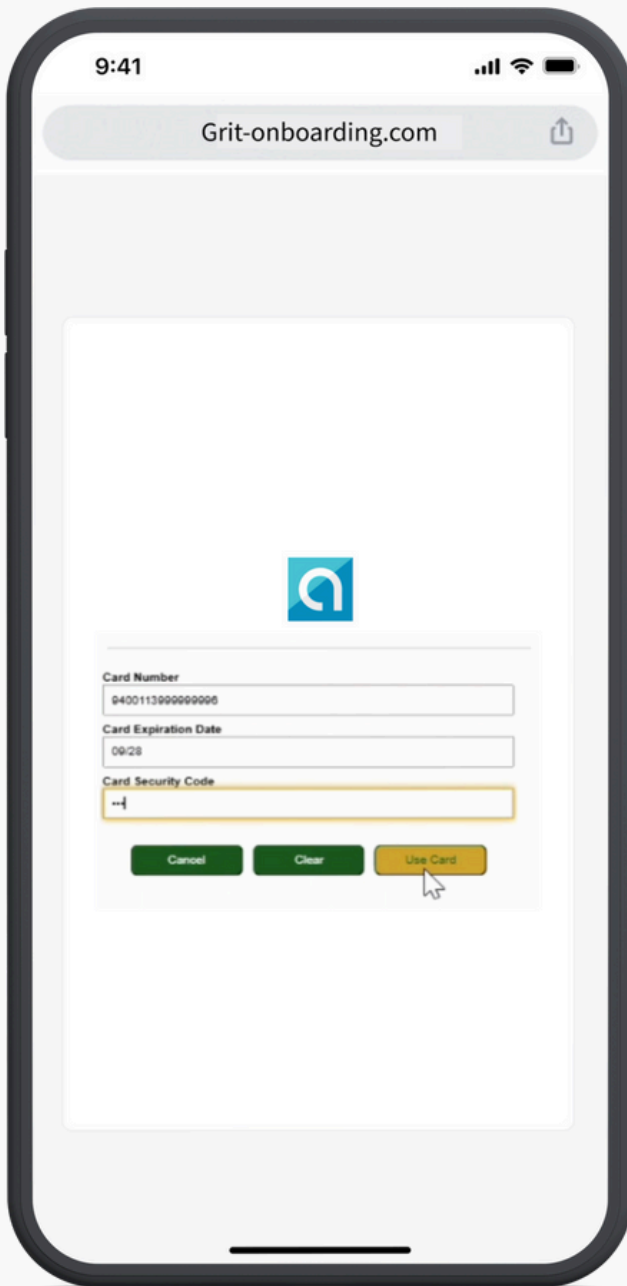 9:41
Grit-onboarding.com
Card Number
9400113999999996
Card Expiration Date
09/28
Card Security Code
•••
Cancel
Clear
Use Card